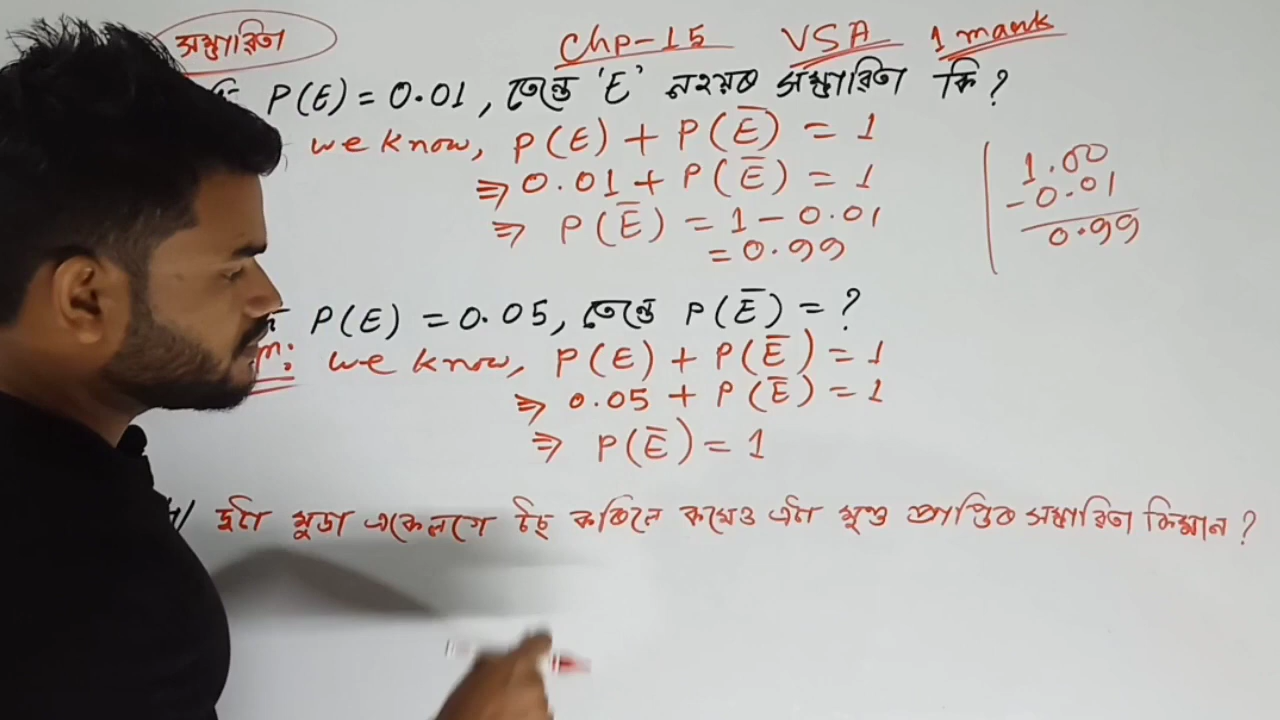 সম্ভাৱিতা
Chp-15 VSA 1 mark
P(E) = 0.01, তেন্তে 'E' নহয়ৰ সম্ভাৱিতা কি?
we know, P(E) + P(E̅) = 1
⇒ 0.01 + P(E̅) = 1
⇒ P(E̅) = 1 − 0.01
= 0.99
1.00
-0.01
0.99
P(E) = 0.05, তেন্তে P(E̅) = ?
we know, P(E) + P(E̅) = 1
⇒ 0.05 + P(E̅) = 1
⇒ P(E̅) = 1
দুটা মুদ্ৰা একেলগে টছ্ কৰিলে কমেও এটা মুণ্ড প্ৰাপ্তিৰ সম্ভাৱিতা কিমান?